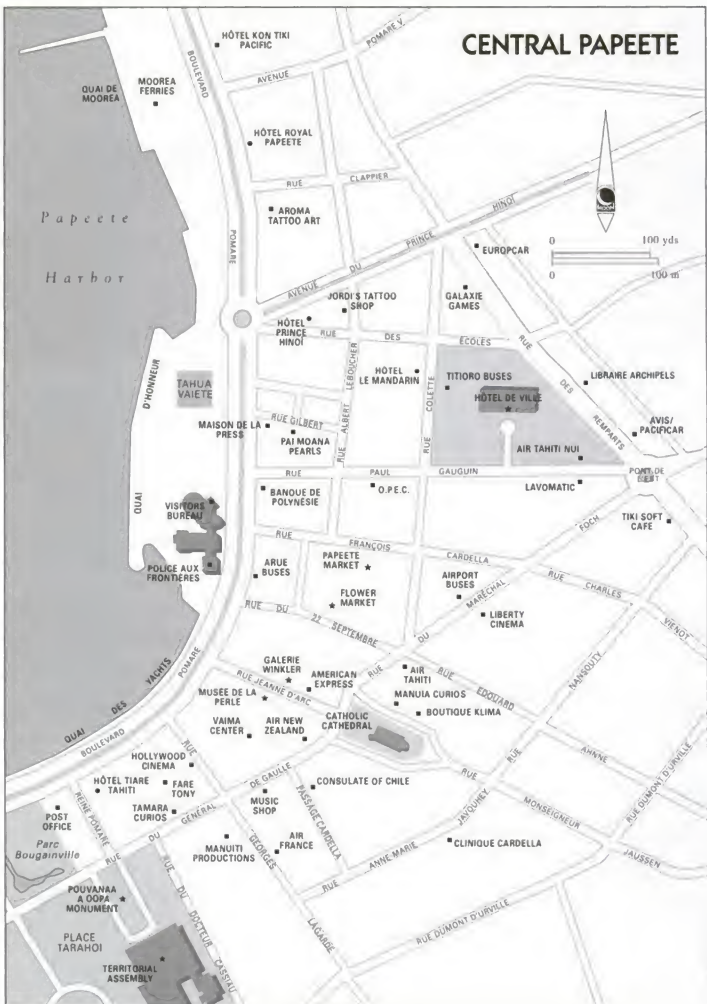 CENTRAL PAPEETE
HÔTEL KON TIKI
PACIFIC
BOULEVARD
AVENUE
POMARE V
QUAI DE
MOOREA
MOOREA
FERRIES
HÔTEL ROYAL
PAPEETE
RUE
CLAPPIER
Papeete
Harbor
AROMA
TATTOO ART
POMARE
AVENUE
DU
PRINCE
HINOÏ
EUROPCAR
0
100 yds
0
100 m
MOON
JORDI'S TATTOO
SHOP
GALAXIE
GAMES
HÔTEL
PRINCE
HINOÏ
RUE
DES
ECOLES
RUE
DES
REMPARTS
QUAI
D'HONNEUR
TAHUA
VAIETE
RUE
ALBERT
LEBOUCHER
HÔTEL
LE MANDARIN
RUE
COLETTE
TITIORO BUSES
HÔTEL DE VILLE
LIBRAIRE ARCHIPELS
MAISON DE LA
PRESS
RUE GILBERT
PAI MOANA
PEARLS
AVIS/
PACIFICAR
AIR TAHITI NUI
RUE
PAUL
GAUGUIN
PONT DE
L'EST
VISITORS
BUREAU
BANQUE DE
POLYNÉSIE
O.P.E.C.
LAVOMATIC
TIKI SOFT
CAFE
RUE
FRANÇOIS
CARDELLA
FOCH
MARÉCHAL
DU
RUE
POLICE AUX
FRONTIÈRES
ARUE
BUSES
PAPEETE
MARKET
FLOWER
MARKET
AIRPORT
BUSES
LIBERTY
CINEMA
RUE
CHARLES
VIENOT
RUE
DU
22
SEPTEMBRE
QUAI
DES
YACHTS
BOULEVARD
POMARE
GALERIE
WINKLER
AMERICAN
EXPRESS
RUE JEANNE D'ARC
MUSÉE DE LA
PERLE
AIR
TAHITI
MANUIA CURIOS
BOUTIQUE KLIMA
RUE
EDOUARD
AHNNE
NANSOUTY
RUE
VAIMA
CENTER
AIR NEW
ZEALAND
CATHOLIC
CATHEDRAL
HOLLYWOOD
CINEMA
RUE
HÔTEL TIARE
TAHITI
FARE
TONY
TAMARA
CURIOS
POST
OFFICE
REINE POMARE
DE GAULLE
GÉNÉRAL
DU
RUE
MUSIC
SHOP
PASSAGE CARDELLA
CONSULATE OF CHILE
RUE
MONSEIGNEUR
JAUSSEN
RUE DUMONT D'URVILLE
JAVOUHEY
ANNE-MARIE
RUE
CLINIQUE CARDELLA
Parc
Bougainville
MANUITI
PRODUCTIONS
AIR
FRANCE
GEORGES
LAGARDE
RUE DUMONT D'URVILLE
POUVANAA
A OOPA
MONUMENT
PLACE
TARAHOI
RUE
DU
DOCTEUR
CASSIAU
TERRITORIAL
ASSEMBLY